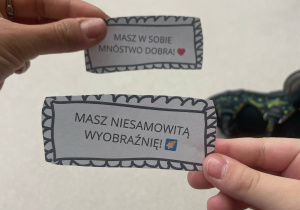 MASZ W SOBIE
MNÓSTWO DOBRA! ❤
MASZ NIESAMOWITĄ
WYOBRAŹNIĘ!